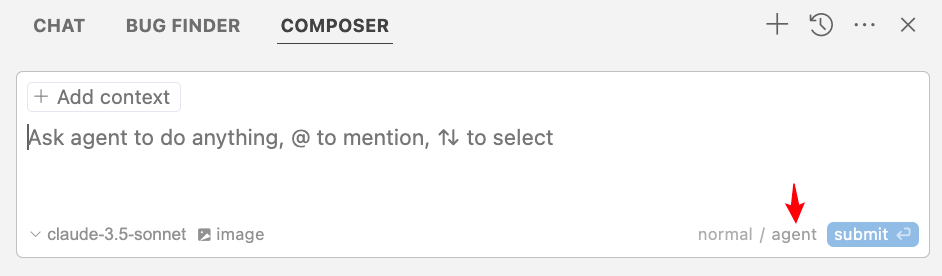 CHAT BUG FINDER COMPOSER
+ Add context
Ask agent to do anything, @ to mention, ⇅ to select
claude-3.5-sonnet image normal / agent submit